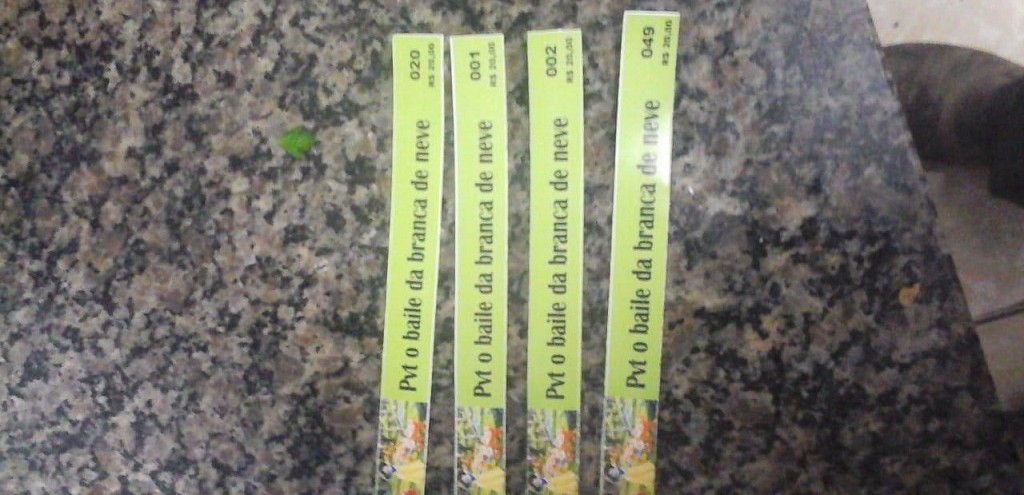 Pvt o baile da branca de neve
020
R$ 20,00
Pvt o baile da branca de neve
001
R$ 20,00
Pvt o baile da branca de neve
002
R$ 20,00
Pvt o baile da branca de neve
049
R$ 20,00